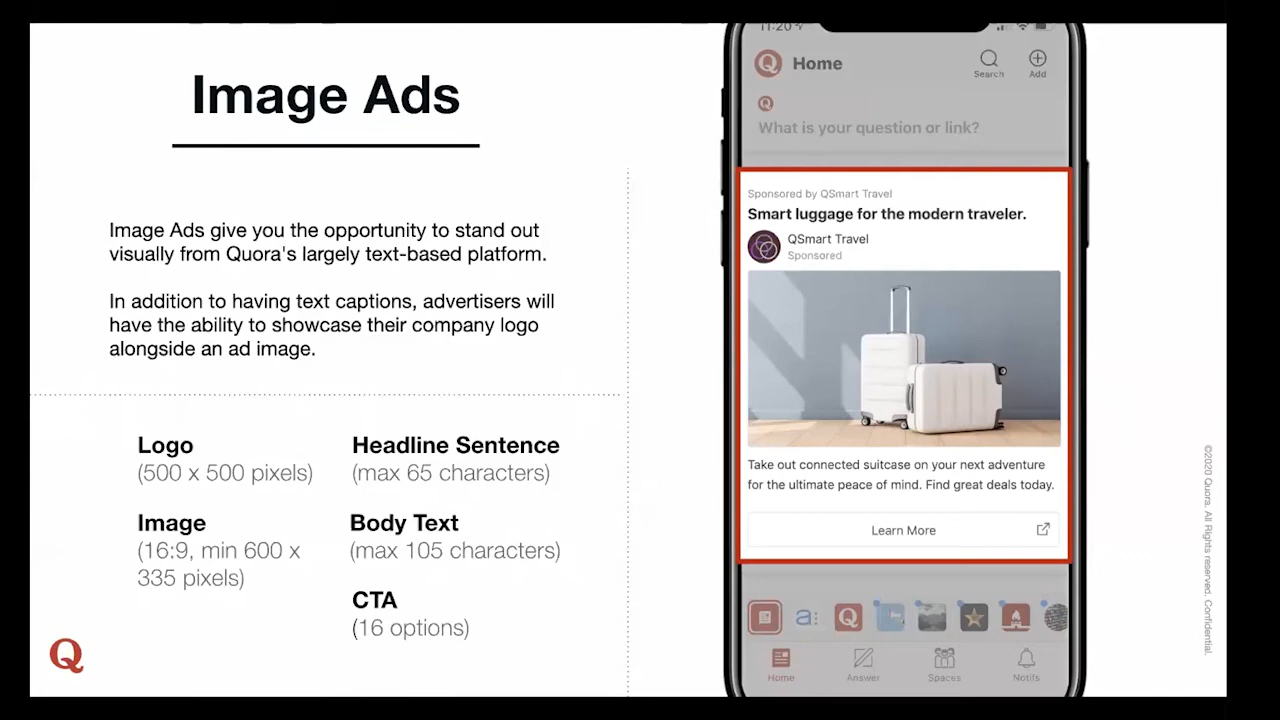 Image Ads
Image Ads give you the opportunity to stand out
visually from Quora's largely text-based platform.
In addition to having text captions, advertisers will
have the ability to showcase their company logo
alongside an ad image.
Logo
(500 x 500 pixels)
Image
(16:9, min 600 x
335 pixels)
Headline Sentence
(max 65 characters)
Body Text
(max 105 characters)
CTA
(16 options)
Q
11:20
Q Home
Search
Add
Q
What is your question or link?
Sponsored by QSmart Travel
Smart luggage for the modern traveler.
QSmart Travel
Sponsored
Take out connected suitcase on your next adventure
for the ultimate peace of mind. Find great deals today.
Learn More
a:
Q
Home
Answer
Spaces
Notifs
©2020 Quora. All Rights reserved. Confidential.